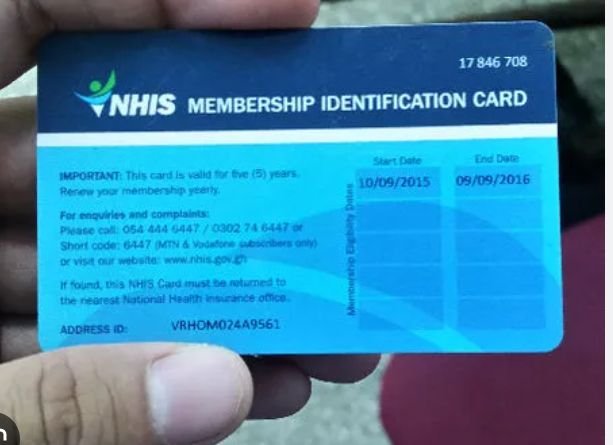 17 846 708
NHIS MEMBERSHIP IDENTIFICATION CARD
IMPORTANT: This card is valid for five (5) years.
Renew your membership yearly.
For enquiries and complaints:
Please call: 054 444 6447 / 0302 74 6447 or
Short code: 6447 (MTN & Vodafone subscribers only)
or visit our website: www.nhis.gov.gh
If found, this NHIS Card must be returned to
the nearest National Health Insurance office.
ADDRESS ID: VRHOM024A9561
Membership Eligibility Dates
Start Date End Date
10/09/2015 09/09/2016